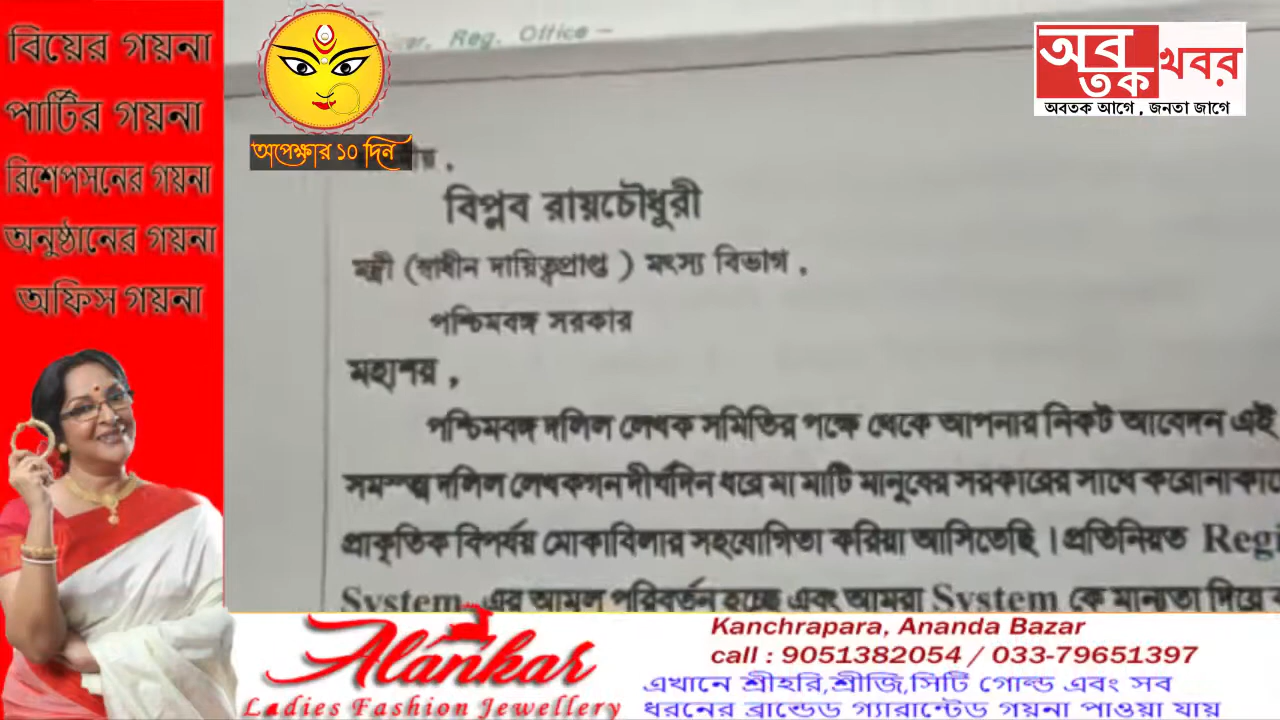 বিয়ের গয়না
পার্টির গয়না
রিশেপসনের গয়না
অনুষ্ঠানের গয়না
অফিস গয়না
অপেক্ষার ১০ দিন
Reg. Office –
অব
তক
খবর
অবতক আগে , জনতা জাগে
বিপ্লব রায়চৌধুরী
মন্ত্রী (স্বাধীন দায়িত্বপ্রাপ্ত ) মৎস্য বিভাগ ,
পশ্চিমবঙ্গ সরকার
মহাশয় ,
পশ্চিমবঙ্গ দলিল লেখক সমিতির পক্ষে থেকে আপনার নিকট আবেদন এই
সমস্ত দলিল লেখকগন দীর্ঘদিন ধরে মা মাটি মানুষের সরকারের সাথে
প্রাকৃতিক বিপর্যয় মোকাবিলার সহযোগিতা করিয়া আসিতেছি । প্রতিনিয়ত
System এর আমূল পরিবর্তন হচ্ছে এবং আমরা System কে মান্যতা দিয়ে
Alankar
Ladies Fashion Jewellery
Kanchrapara, Ananda Bazar
call : 9051382054 / 033-79651397
এখানে শ্রীহরি,শ্রীজি,সিটি গোল্ড এবং সব
ধরনের ব্রান্ডেড গ্যারান্টেড গয়না পাওয়া যায়